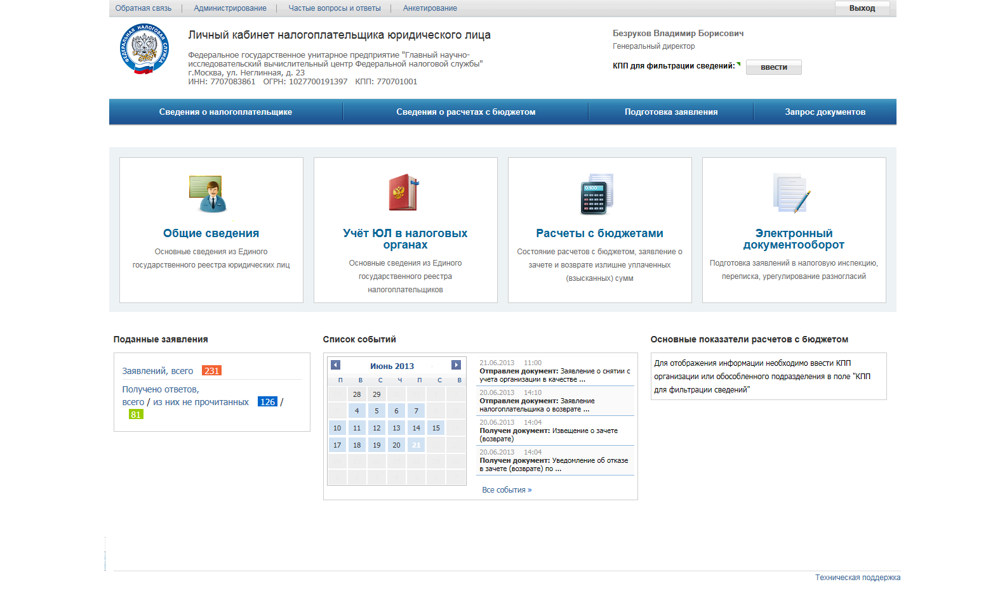 Обратная связь | Администрирование | Частые вопросы и ответы | Анкетирование
Выход
ФЕДЕРАЛЬНАЯ НАЛОГОВАЯ СЛУЖБА
Личный кабинет налогоплательщика юридического лица
Федеральное государственное унитарное предприятие "Главный научно-
исследовательский вычислительный центр Федеральной налоговой службы"
г.Москва, ул. Неглинная, д. 23
ИНН: 7707083861 ОГРН: 1027700191397 КПП: 770701001
Безруков Владимир Борисович
Генеральный директор
КПП для фильтрации сведений: ввести
Сведения о налогоплательщике
Сведения о расчетах с бюджетом
Подготовка заявления
Запрос документов
Общие сведения
Основные сведения из Единого
государственного реестра юридических лиц
Учёт ЮЛ в налоговых
органах
Основные сведения из Единого
государственного реестра
налогоплательщиков
0.100
Расчеты с бюджетами
Состояние расчетов с бюджетом, заявление о
зачете и возврате излишне уплаченных
(взысканных) сумм
Электронный
документооборот
Подготовка заявлений в налоговую инспекцию,
переписка, урегулирование разногласий
Поданные заявления
Заявлений, всего 231
Получено ответов,
всего / из них не прочитанных 126 /
81
Список событий
Июнь 2013
П В С Ч П С В
28 29
4 5 6 7
10 11 12 13 14 15
17 18 19 20 21
21.06.2013 11:00
Отправлен документ: Заявление о снятии с
учета организации в качестве ...
20.06.2013 14:10
Отправлен документ: Заявление
налогоплательщика о возврате ...
20.06.2013 14:04
Получен документ: Извещение о зачете
(возврате)
20.06.2013 14:04
Получен документ: Уведомление об отказе
в зачете (возврате) по ...
Все события »
Основные показатели расчетов с бюджетом
Для отображения информации необходимо ввести КПП
организации или обособленного подразделения в поле "КПП
для фильтрации сведений"
Техническая поддержка